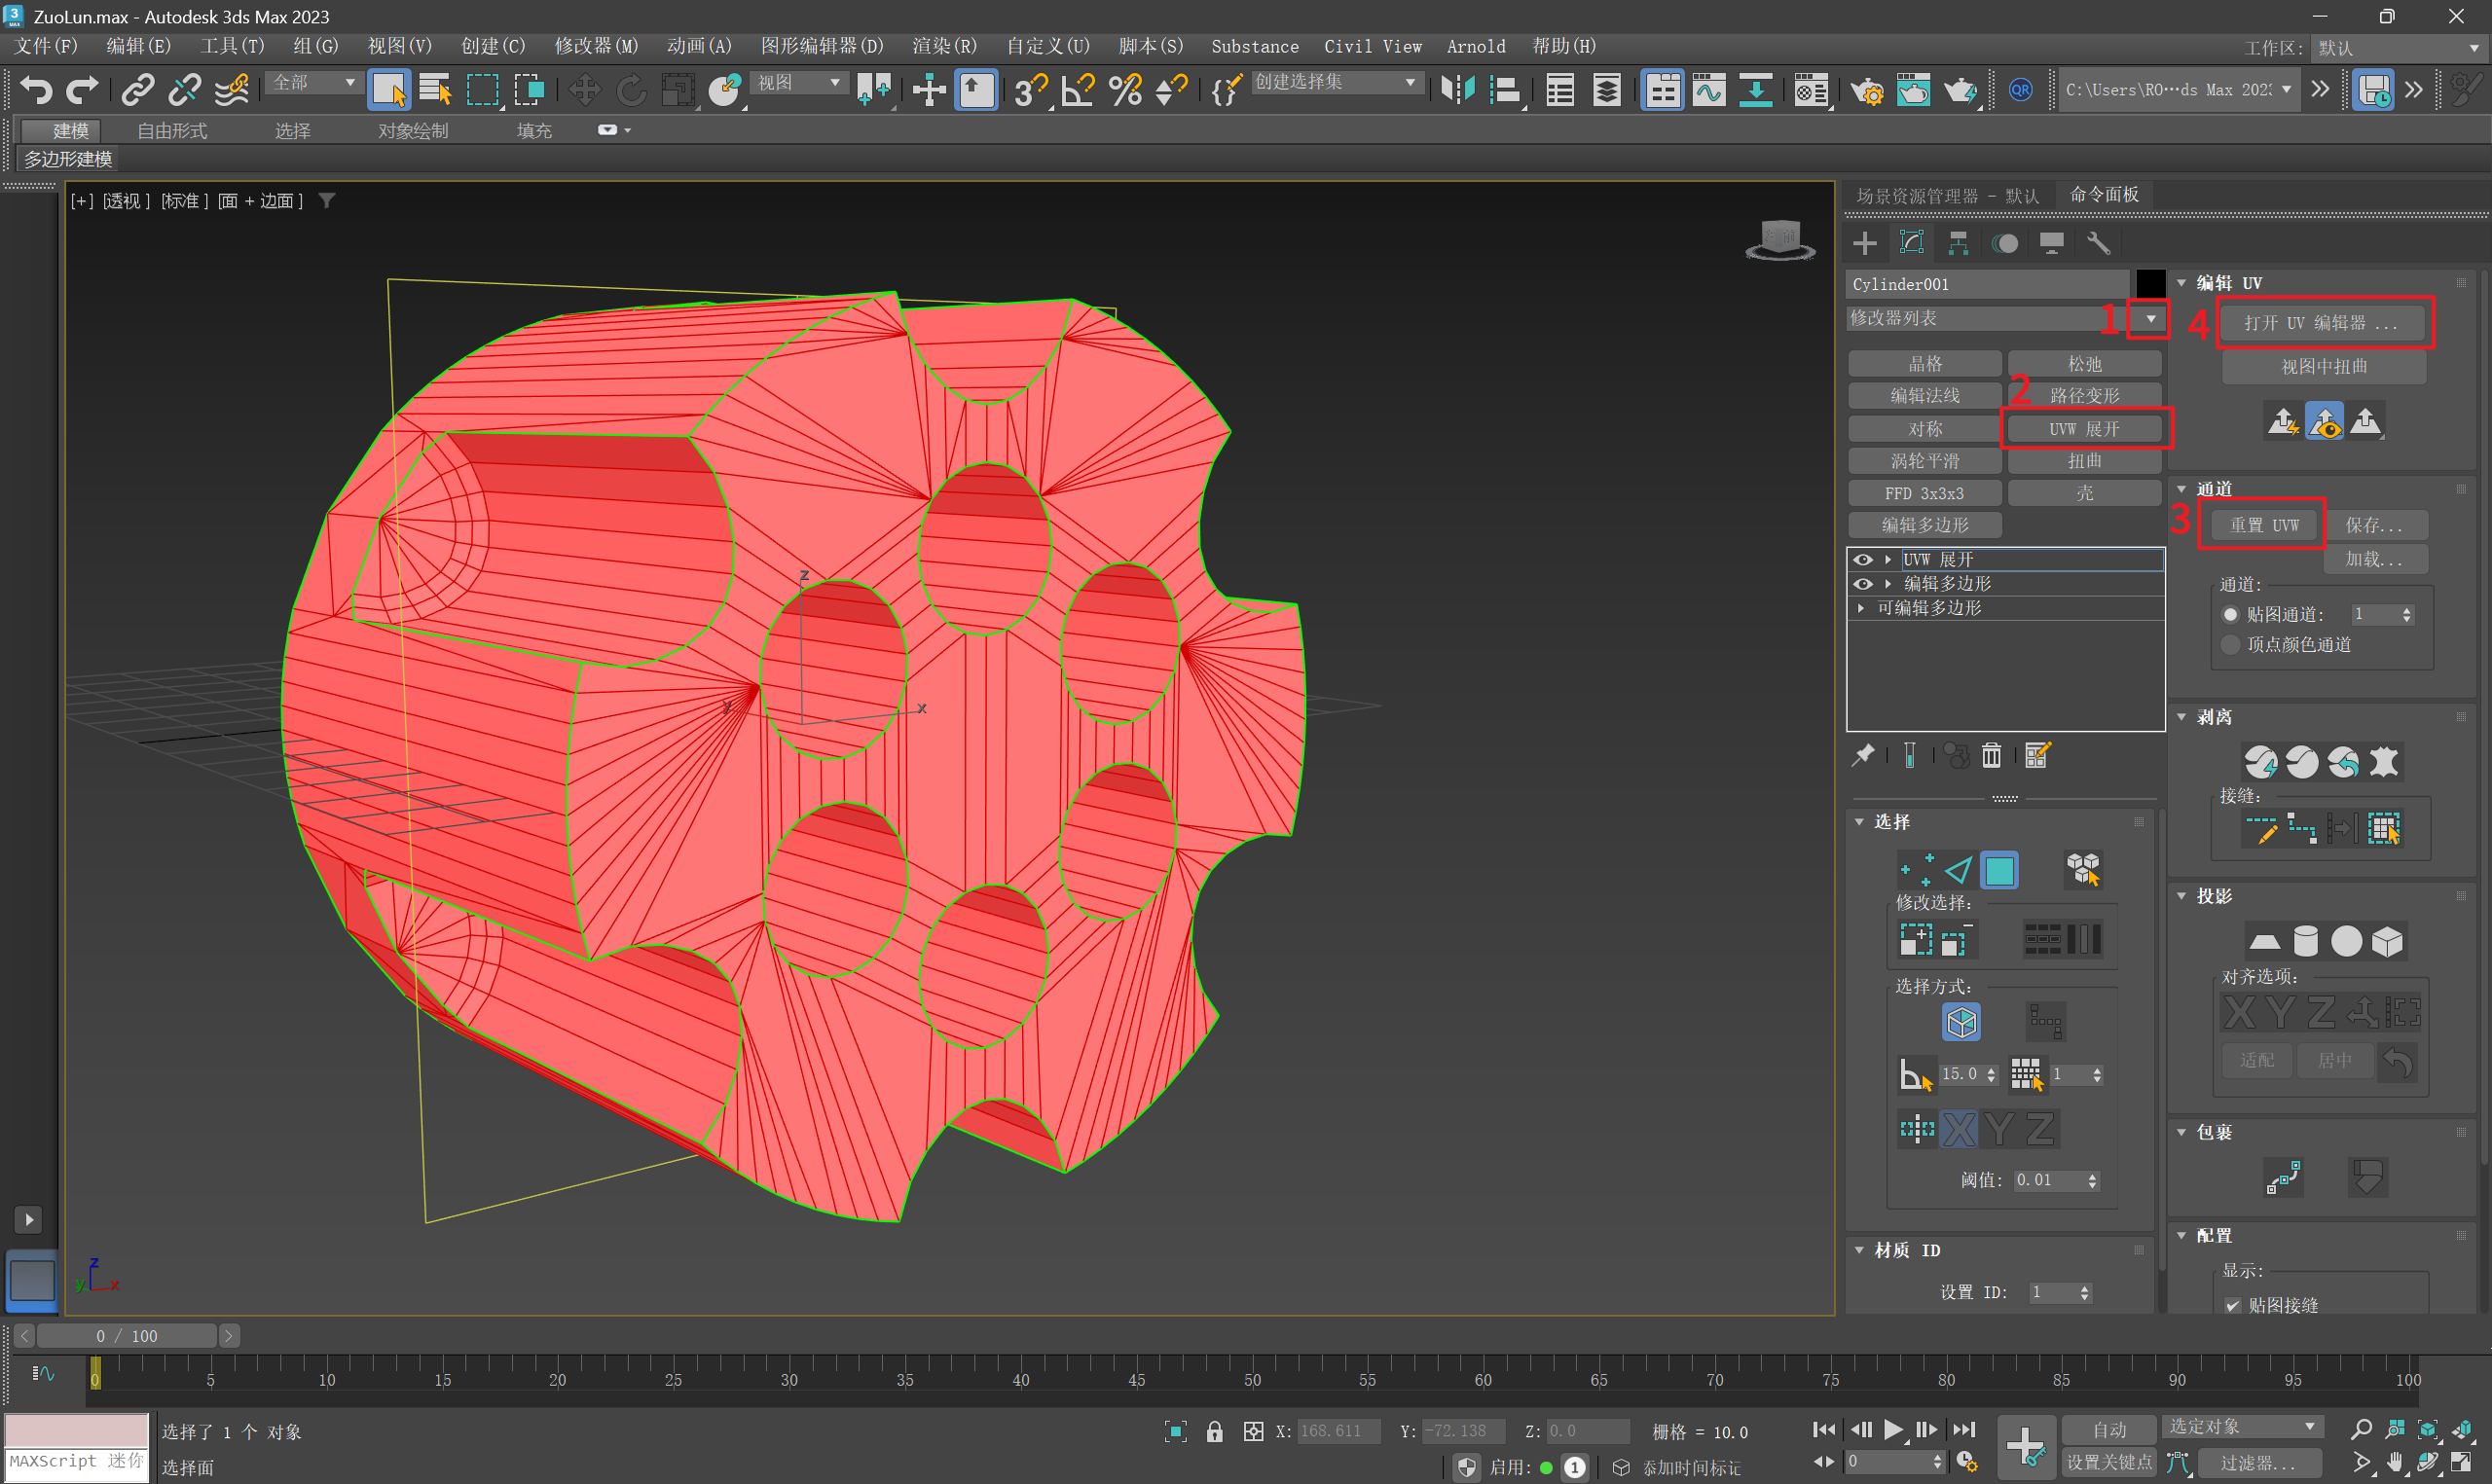 ZuoLun.max - Autodesk 3ds Max 2023
文件(F) 编辑(E) 工具(T) 组(G) 视图(V) 创建(C) 修改器(M) 动画(A) 图形编辑器(D) 渲染(R) 自定义(U) 脚本(S) Substance Civil View Arnold 帮助(H) 工作区: 默认
全部 视图 创建选择集 QR C:\Users\RO⋯ds Max 202
建模 自由形式 选择 对象绘制 填充
多边形建模
[+] [透视 ] [标准 ] [面 + 边面 ]
场景资源管理器 - 默认 命令面板
Cylinder001
修改器列表 1
晶格 松弛
编辑法线 2 路径变形
对称 UVW 展开
涡轮平滑 扭曲
FFD 3x3x3 壳
编辑多边形
UVW 展开
编辑多边形
可编辑多边形
选择
修改选择:
选择方式:
15.0 1
X Y Z
阈值: 0.01
材质 ID
设置 ID: 1
编辑 UV
4 打开 UV 编辑器 ...
视图中扭曲
通道
3 重置 UVW 保存...
加载...
通道:
贴图通道: 1
顶点颜色通道
剥离
接缝:
投影
对齐选项:
X Y Z
适配 居中
包裹
配置
显示:
贴图接缝
z
y x
z
y x
0 / 100
0 5 10 15 20 25 30 35 40 45 50 55 60 65 70 75 80 85 90 95 100
选择了 1 个 对象 X: 168.611 Y: -72.138 Z: 0.0 栅格 = 10.0 自动 选定对象
MAXScript 迷你 选择面 启用: 1 添加时间标记 0 设置关键点 过滤器...